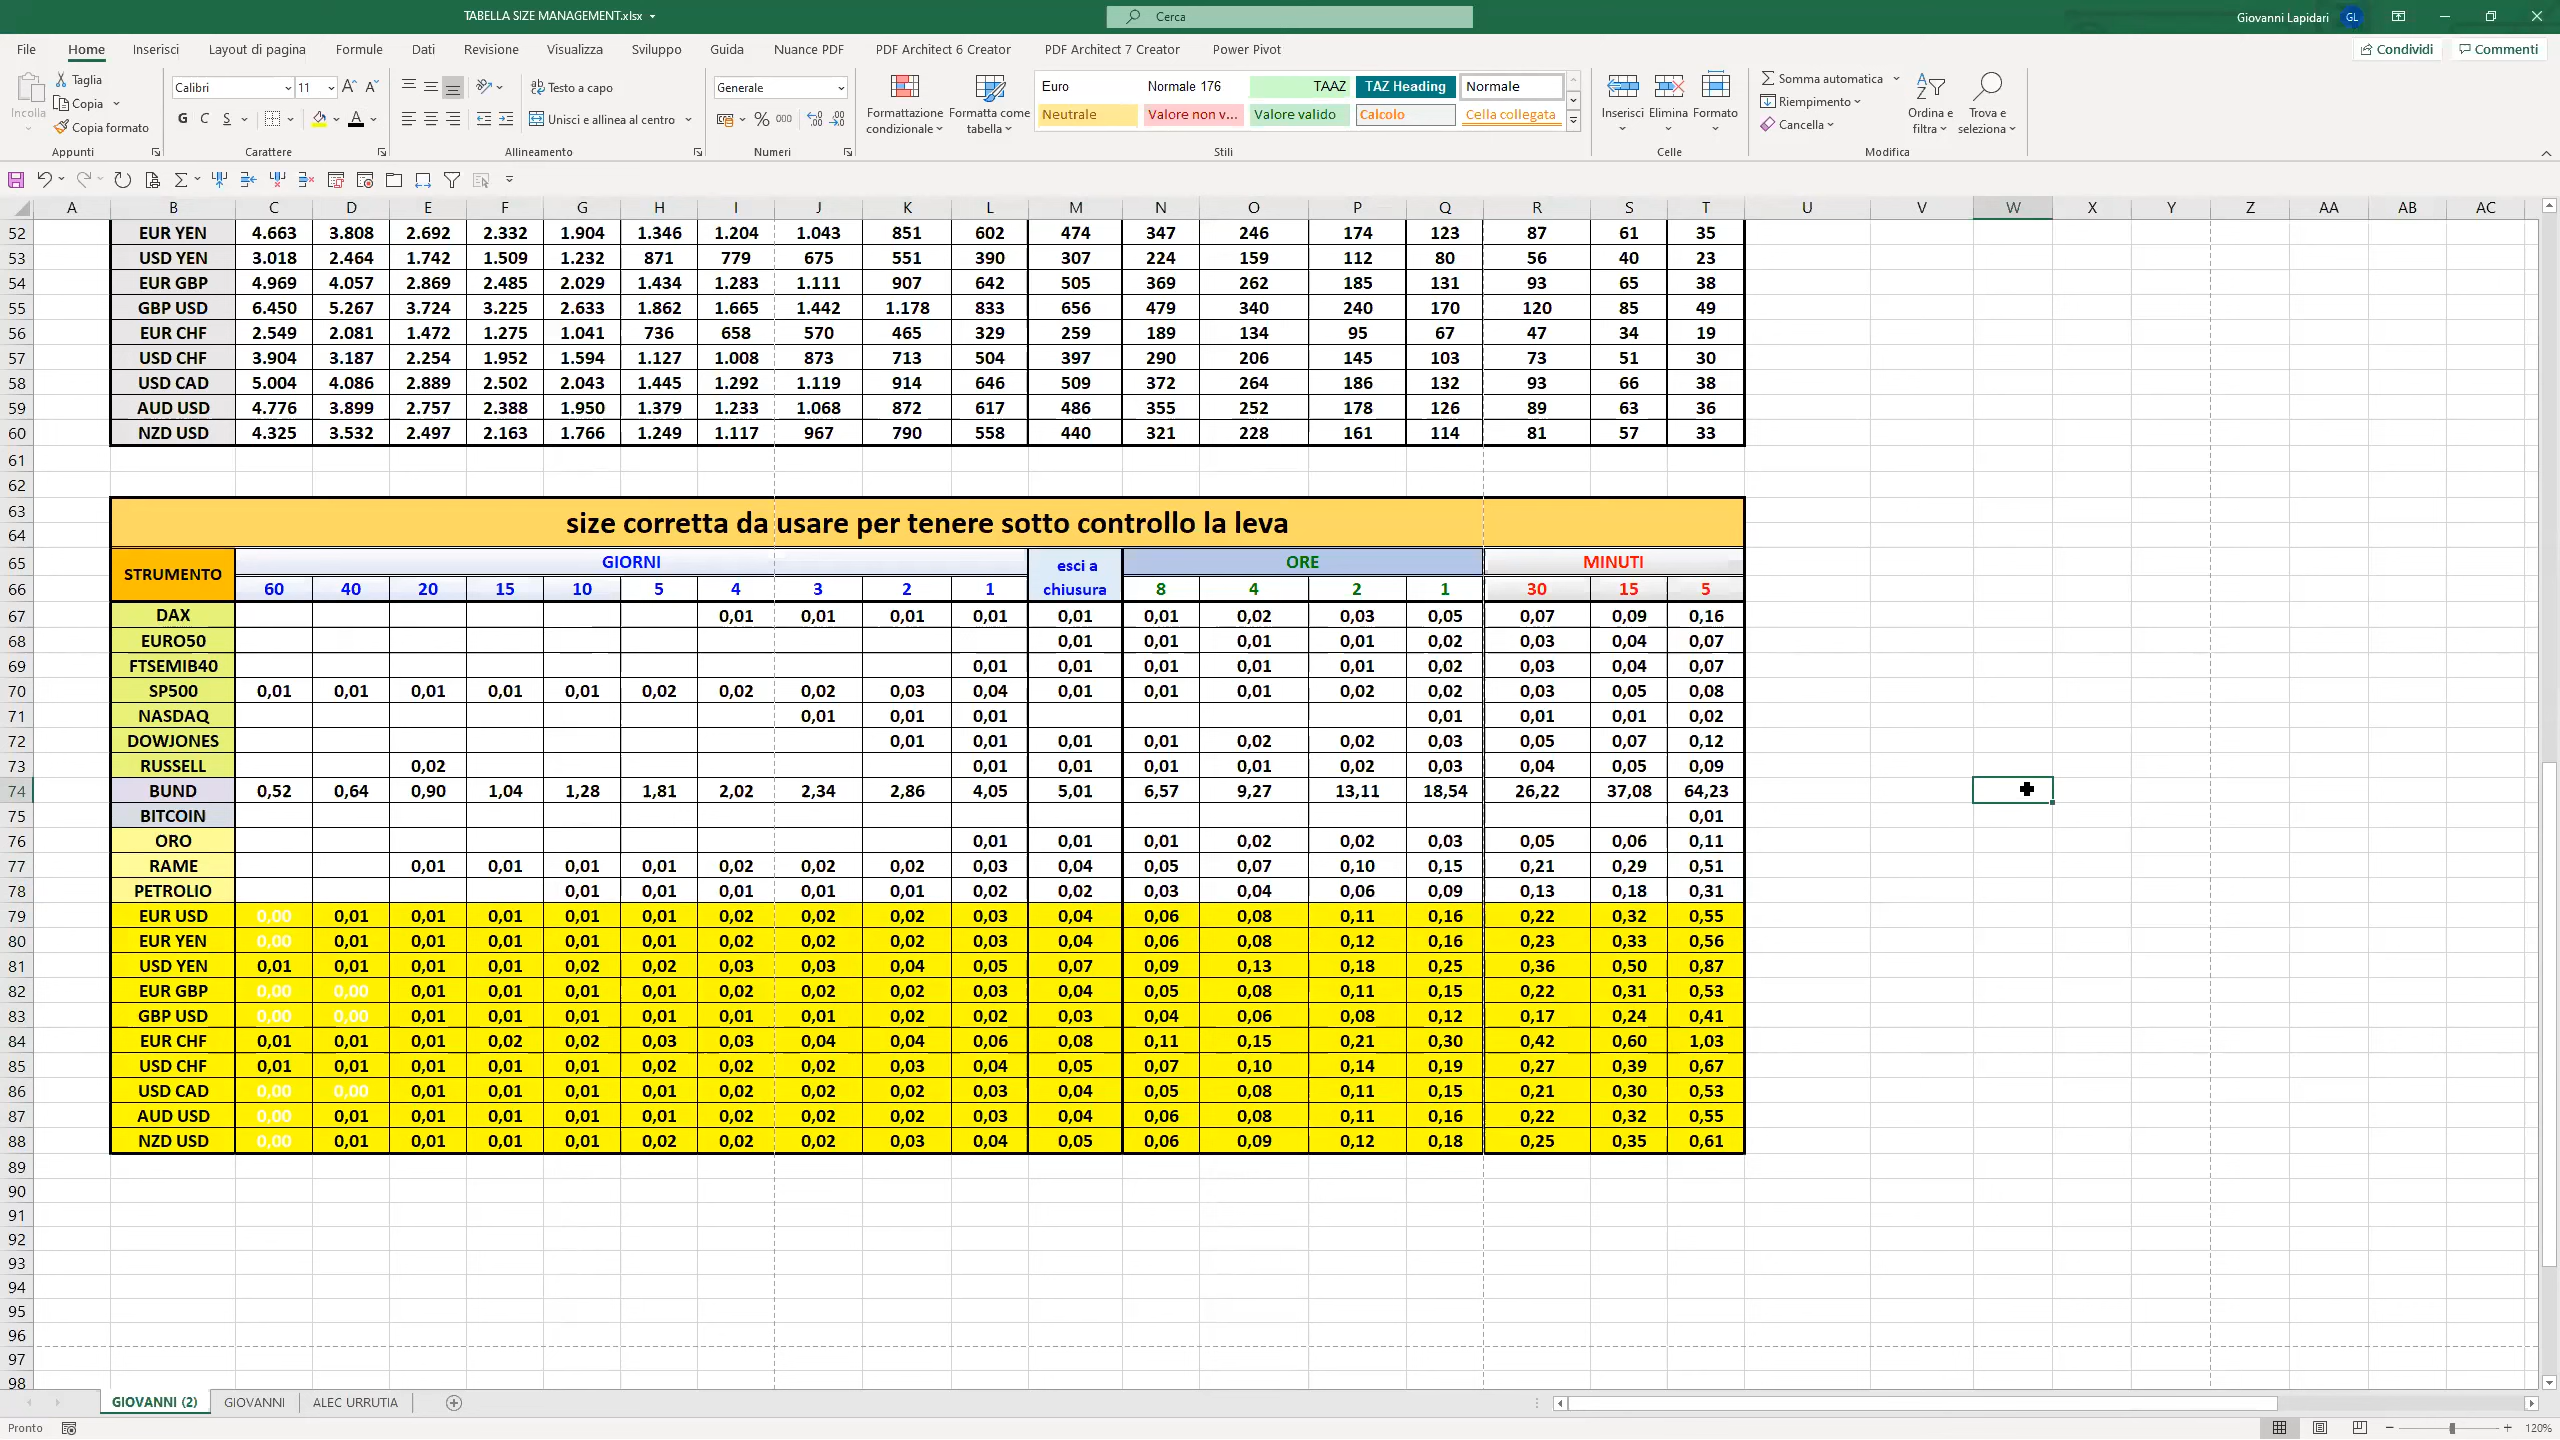 TABELLA SIZE MANAGEMENT.xlsx
Cerca
Giovanni Lapidari GL
File Home Inserisci Layout di pagina Formule Dati Revisione Visualizza Sviluppo Guida Nuance PDF PDF Architect 6 Creator PDF Architect 7 Creator Power Pivot Condividi Commenti
Incolla
Taglia
Copia
Copia formato
Appunti
Calibri 11
G C S
Carattere
Testo a capo
Unisci e allinea al centro
Allineamento
Generale
% 000
Numeri
Formattazione condizionale
Formatta come tabella
Euro Normale 176 TAAZ TAZ Heading Normale
Neutrale Valore non v... Valore valido Calcolo Cella collegata
Stili
Inserisci Elimina Formato
Celle
Somma automatica
Riempimento
Cancella
Ordina e filtra
Trova e seleziona
Modifica
A B C D E F G H I J K L M N O P Q R S T U V W X Y Z AA AB AC
52 EUR YEN 4.663 3.808 2.692 2.332 1.904 1.346 1.204 1.043 851 602 474 347 246 174 123 87 61 35
53 USD YEN 3.018 2.464 1.742 1.509 1.232 871 779 675 551 390 307 224 159 112 80 56 40 23
54 EUR GBP 4.969 4.057 2.869 2.485 2.029 1.434 1.283 1.111 907 642 505 369 262 185 131 93 65 38
55 GBP USD 6.450 5.267 3.724 3.225 2.633 1.862 1.665 1.442 1.178 833 656 479 340 240 170 120 85 49
56 EUR CHF 2.549 2.081 1.472 1.275 1.041 736 658 570 465 329 259 189 134 95 67 47 34 19
57 USD CHF 3.904 3.187 2.254 1.952 1.594 1.127 1.008 873 713 504 397 290 206 145 103 73 51 30
58 USD CAD 5.004 4.086 2.889 2.502 2.043 1.445 1.292 1.119 914 646 509 372 264 186 132 93 66 38
59 AUD USD 4.776 3.899 2.757 2.388 1.950 1.379 1.233 1.068 872 617 486 355 252 178 126 89 63 36
60 NZD USD 4.325 3.532 2.497 2.163 1.766 1.249 1.117 967 790 558 440 321 228 161 114 81 57 33
61
62
63
64
size corretta da usare per tenere sotto controllo la leva
65 STRUMENTO GIORNI esci a chiusura ORE MINUTI
66 60 40 20 15 10 5 4 3 2 1 8 4 2 1 30 15 5
67 DAX 0,01 0,01 0,01 0,01 0,01 0,01 0,02 0,03 0,05 0,07 0,09 0,16
68 EURO50 0,01 0,01 0,01 0,01 0,02 0,03 0,04 0,07
69 FTSEMIB40 0,01 0,01 0,01 0,01 0,01 0,02 0,03 0,04 0,07
70 SP500 0,01 0,01 0,01 0,01 0,01 0,02 0,02 0,02 0,03 0,04 0,01 0,01 0,01 0,02 0,02 0,03 0,05 0,08
71 NASDAQ 0,01 0,01 0,01 0,01 0,01 0,01 0,02
72 DOWJONES 0,01 0,01 0,01 0,01 0,02 0,02 0,03 0,05 0,07 0,12
73 RUSSELL 0,02 0,01 0,01 0,01 0,01 0,02 0,03 0,04 0,05 0,09
74 BUND 0,52 0,64 0,90 1,04 1,28 1,81 2,02 2,34 2,86 4,05 5,01 6,57 9,27 13,11 18,54 26,22 37,08 64,23
75 BITCOIN 0,01
76 ORO 0,01 0,01 0,01 0,02 0,02 0,03 0,05 0,06 0,11
77 RAME 0,01 0,01 0,01 0,01 0,02 0,02 0,02 0,03 0,04 0,05 0,07 0,10 0,15 0,21 0,29 0,51
78 PETROLIO 0,01 0,01 0,01 0,01 0,01 0,02 0,02 0,03 0,04 0,06 0,09 0,13 0,18 0,31
79 EUR USD 0,00 0,01 0,01 0,01 0,01 0,01 0,02 0,02 0,02 0,03 0,04 0,06 0,08 0,11 0,16 0,22 0,32 0,55
80 EUR YEN 0,00 0,01 0,01 0,01 0,01 0,01 0,02 0,02 0,02 0,03 0,04 0,06 0,08 0,12 0,16 0,23 0,33 0,56
81 USD YEN 0,01 0,01 0,01 0,01 0,02 0,02 0,03 0,03 0,04 0,05 0,07 0,09 0,13 0,18 0,25 0,36 0,50 0,87
82 EUR GBP 0,00 0,00 0,01 0,01 0,01 0,01 0,02 0,02 0,02 0,03 0,04 0,05 0,08 0,11 0,15 0,22 0,31 0,53
83 GBP USD 0,00 0,00 0,01 0,01 0,01 0,01 0,01 0,01 0,02 0,02 0,03 0,04 0,06 0,08 0,12 0,17 0,24 0,41
84 EUR CHF 0,01 0,01 0,01 0,02 0,02 0,03 0,03 0,04 0,04 0,06 0,08 0,11 0,15 0,21 0,30 0,42 0,60 1,03
85 USD CHF 0,01 0,01 0,01 0,01 0,01 0,02 0,02 0,02 0,03 0,04 0,05 0,07 0,10 0,14 0,19 0,27 0,39 0,67
86 USD CAD 0,00 0,00 0,01 0,01 0,01 0,01 0,02 0,02 0,02 0,03 0,04 0,05 0,08 0,11 0,15 0,21 0,30 0,53
87 AUD USD 0,00 0,01 0,01 0,01 0,01 0,01 0,02 0,02 0,02 0,03 0,04 0,06 0,08 0,11 0,16 0,22 0,32 0,55
88 NZD USD 0,00 0,01 0,01 0,01 0,01 0,02 0,02 0,02 0,03 0,04 0,05 0,06 0,09 0,12 0,18 0,25 0,35 0,61
89
90
91
92
93
94
95
96
97
98
GIOVANNI (2) GIOVANNI ALEC URRUTIA
Pronto
120%